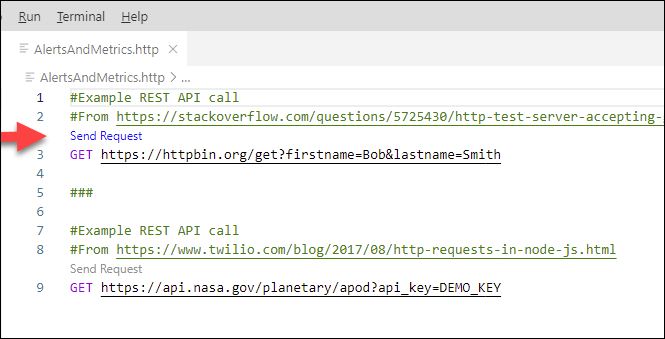 Run Terminal Help
AlertsAndMetrics.http
AlertsAndMetrics.http > ...
1 #Example REST API call
2 #From https://stackoverflow.com/questions/5725430/http-test-server-accepting-
Send Request
3 GET https://httpbin.org/get?firstname=Bob&lastname=Smith
4
5 ###
6
7 #Example REST API call
8 #From https://www.twilio.com/blog/2017/08/http-requests-in-node-js.html
Send Request
9 GET https://api.nasa.gov/planetary/apod?api_key=DEMO_KEY